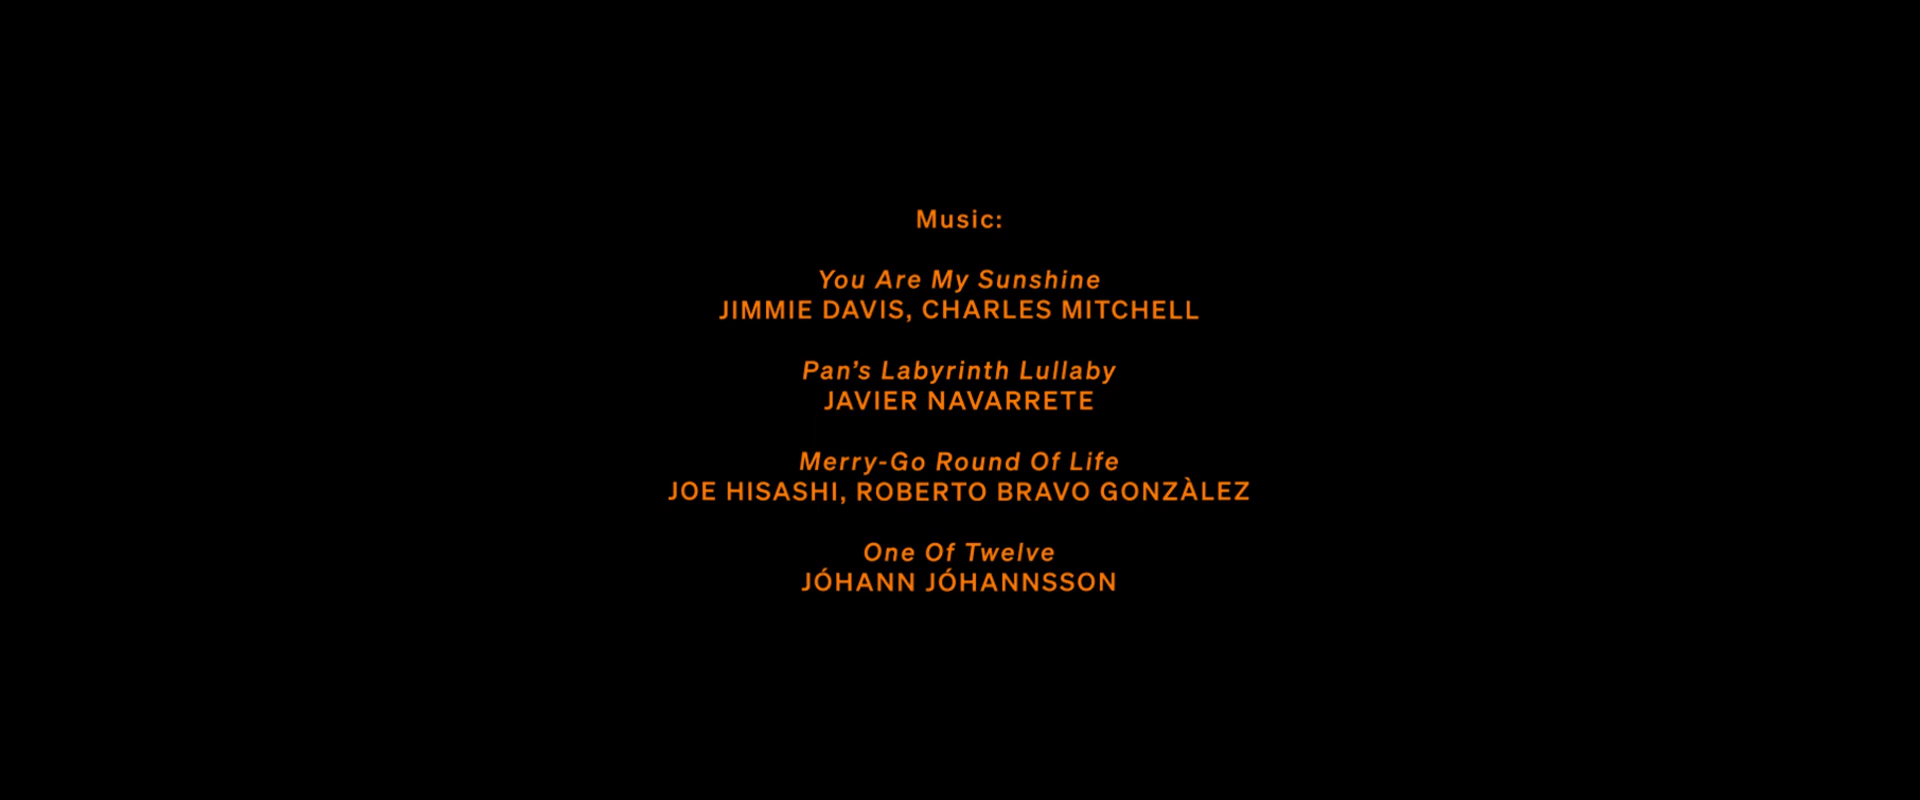 Music:
You Are My Sunshine
JIMMIE DAVIS, CHARLES MITCHELL
Pan’s Labyrinth Lullaby
JAVIER NAVARRETE
Merry-Go Round Of Life
JOE HISASHI, ROBERTO BRAVO GONZÀLEZ
One Of Twelve
JÓHANN JÓHANNSSON